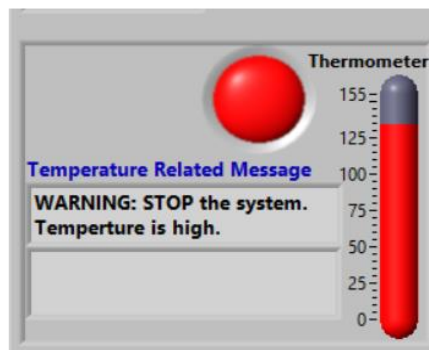 Thermometer
155
125
100
75
50
25
0
Temperature Related Message
WARNING: STOP the system.
Temperture is high.